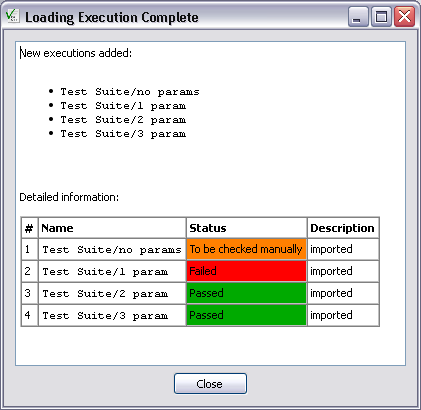 Loading Execution Complete
New executions added:
• Test Suite/no params
• Test Suite/1 param
• Test Suite/2 param
• Test Suite/3 param
Detailed information:
# Name Status Description
1 Test Suite/no params To be checked manually imported
2 Test Suite/1 param Failed imported
3 Test Suite/2 param Passed imported
4 Test Suite/3 param Passed imported
Close